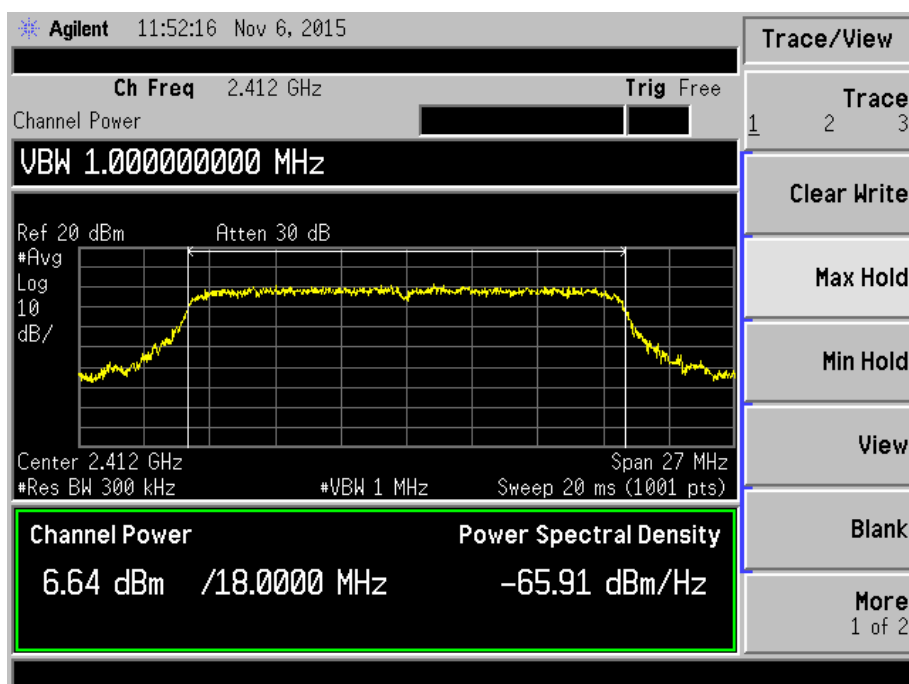 Agilent 11:52:16 Nov 6, 2015
Trace/View
Ch Freq 2.412 GHz Trig Free
Channel Power
Trace
1 2 3
VBW 1.000000000 MHz
Clear Write
Ref 20 dBm Atten 30 dB
#Avg
Log
10
dB/
Max Hold
Min Hold
View
Center 2.412 GHz Span 27 MHz
#Res BW 300 kHz #VBW 1 MHz Sweep 20 ms (1001 pts)
Channel Power Power Spectral Density
Blank
6.64 dBm /18.0000 MHz -65.91 dBm/Hz
More
1 of 2